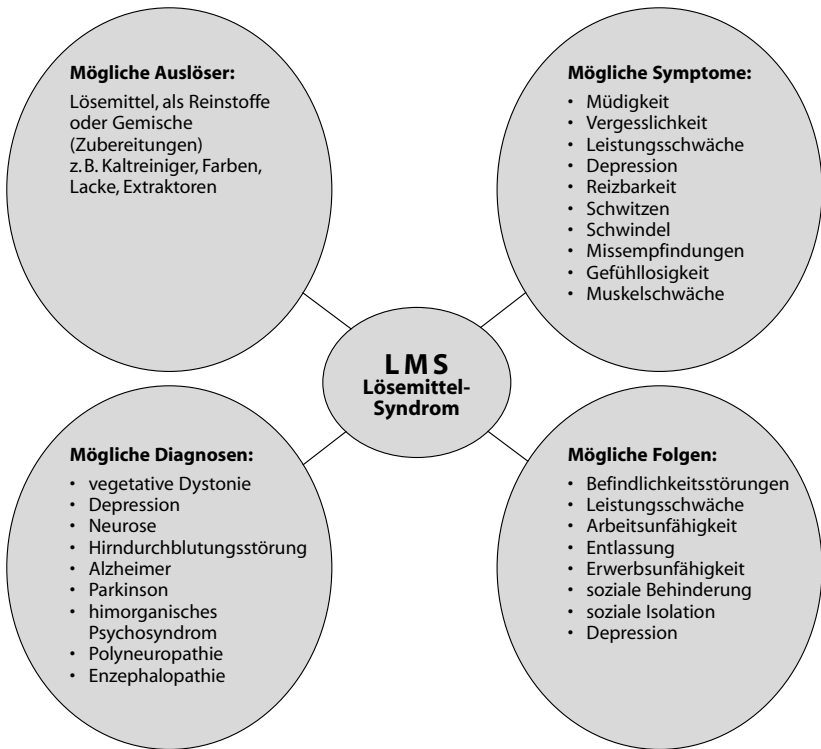 Mögliche Auslöser:
Lösemittel, als Reinstoffe
oder Gemische
(Zubereitungen)
z. B. Kaltreiniger, Farben,
Lacke, Extraktoren
Mögliche Symptome:
• Müdigkeit
• Vergesslichkeit
• Leistungsschwäche
• Depression
• Reizbarkeit
• Schwitzen
• Schwindel
• Missempfindungen
• Gefühllosigkeit
• Muskelschwäche
LMS
Lösemittel-
Syndrom
Mögliche Diagnosen:
• vegetative Dystonie
• Depression
• Neurose
• Hirndurchblutungsstörung
• Alzheimer
• Parkinson
• himorganisches
Psychosyndrom
• Polyneuropathie
• Enzephalopathie
Mögliche Folgen:
• Befindlichkeitsstörungen
• Leistungsschwäche
• Arbeitsunfähigkeit
• Entlassung
• Erwerbsunfähigkeit
• soziale Behinderung
• soziale Isolation
• Depression